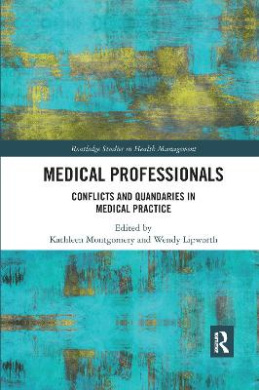 Routledge Studies in Health Management
MEDICAL PROFESSIONALS
CONFLICTS AND QUANDARIES IN
MEDICAL PRACTICE
Edited by
Kathleen Montgomery and Wendy Lipworth
R